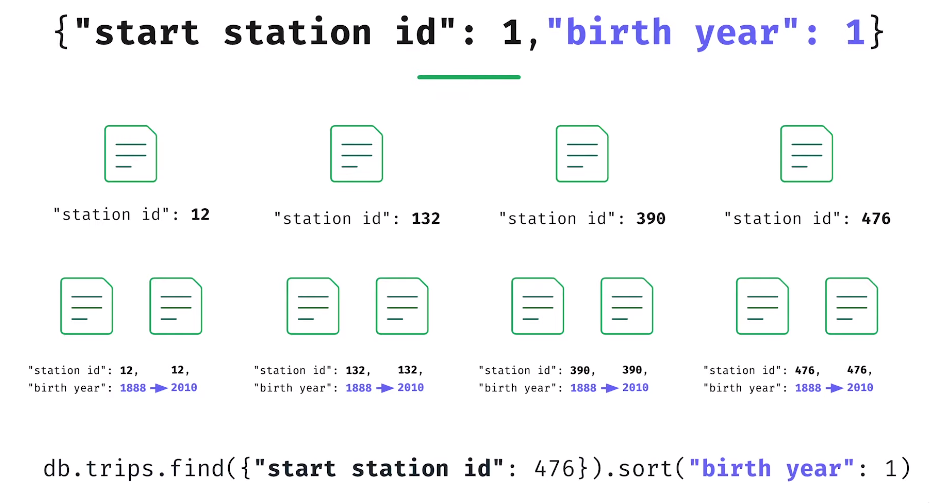 {"start station id": 1,"birth year": 1}
"station id": 12
"station id": 132
"station id": 390
"station id": 476
"station id": 12, 12,
"birth year": 1888 2010
"station id": 132, 132,
"birth year": 1888 2010
"station id": 390, 390,
"birth year": 1888 2010
"station id": 476, 476,
"birth year": 1888 2010
db.trips.find({"start station id": 476}).sort("birth year": 1)